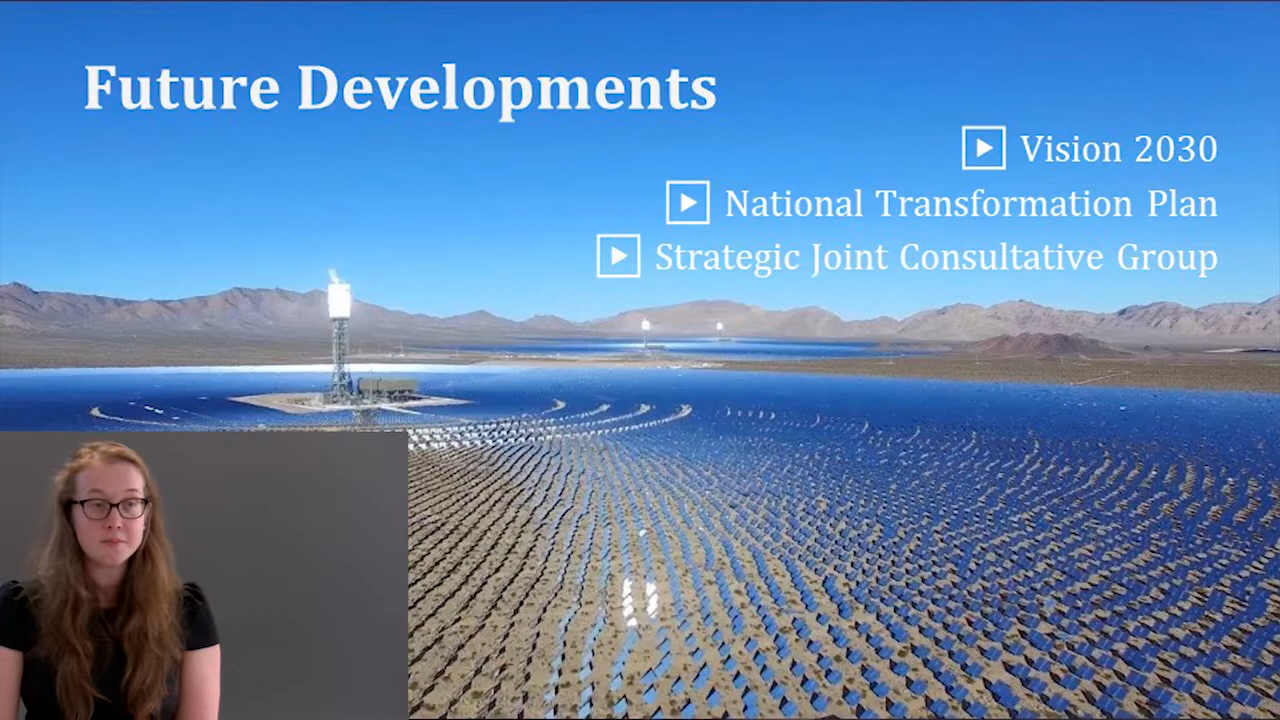 Future Developments
Vision 2030
National Transformation Plan
Strategic Joint Consultative Group